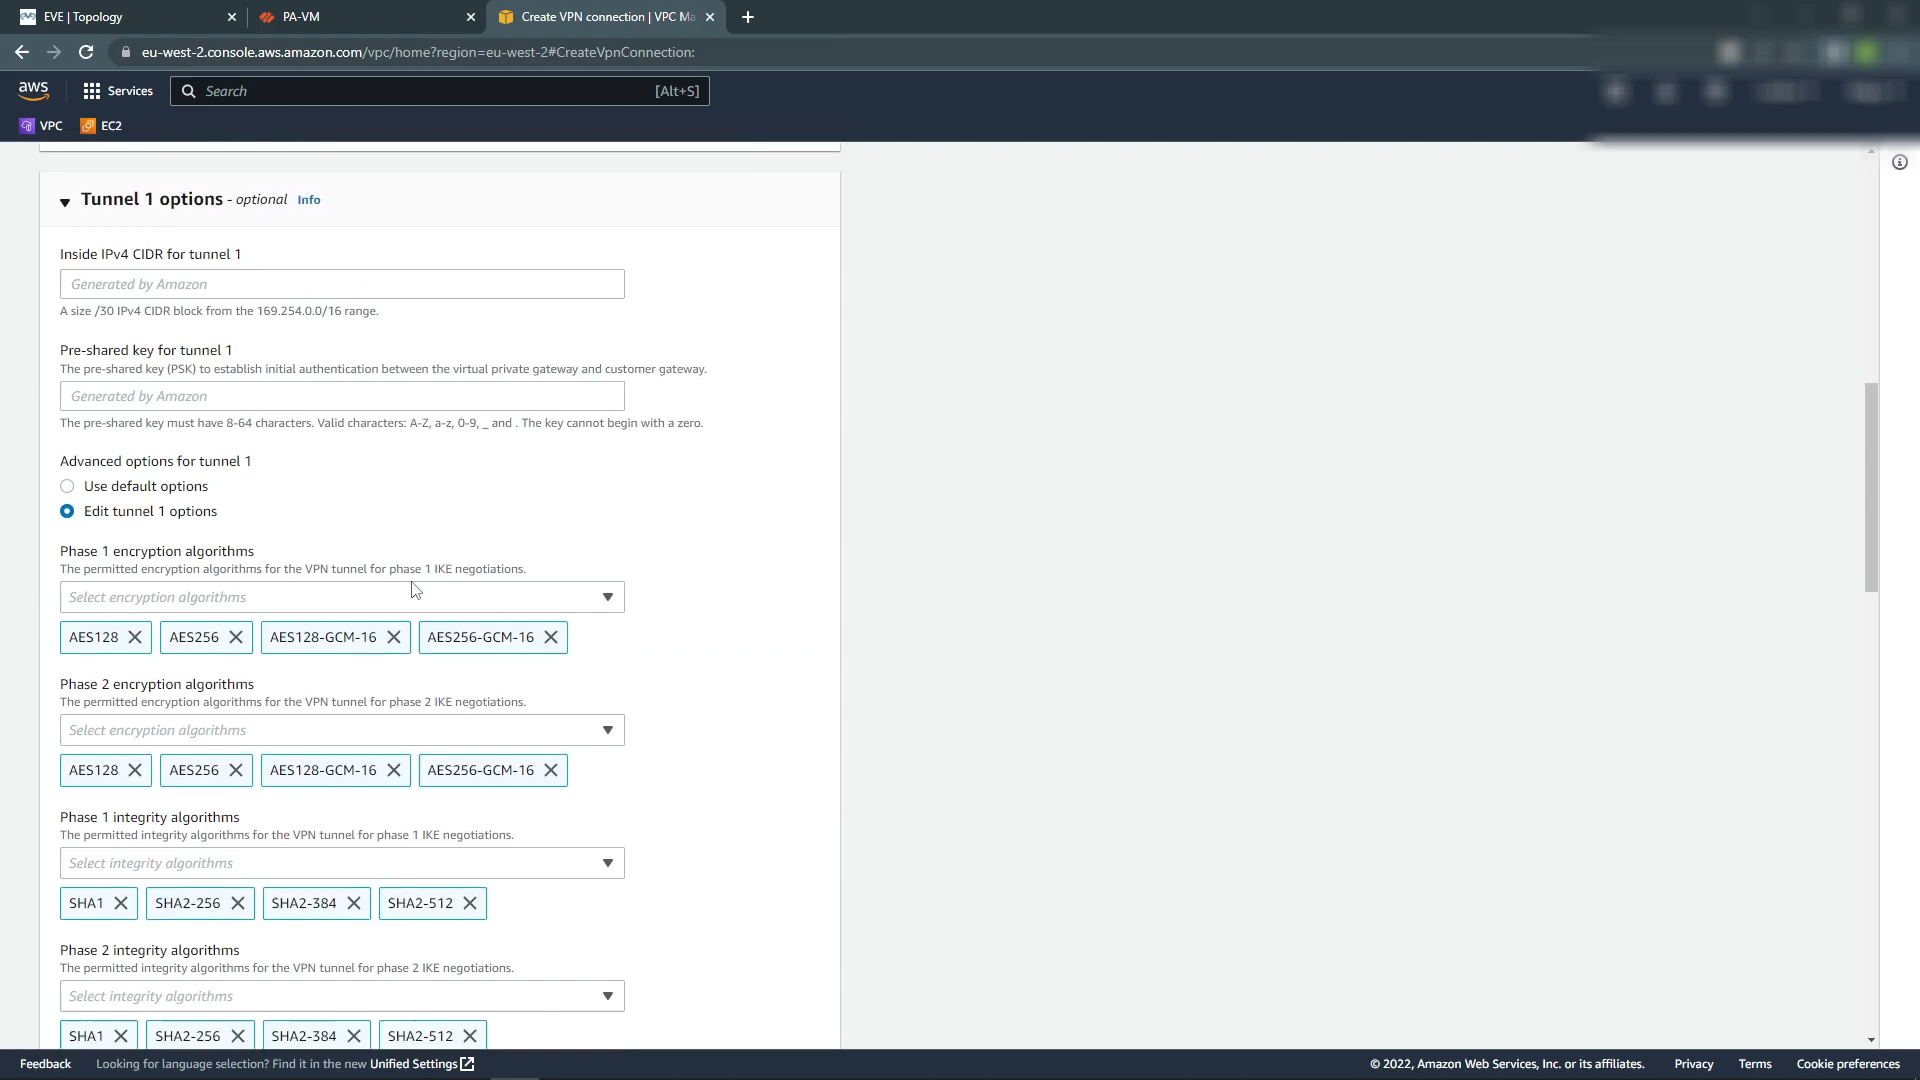 EVE | Topology
PA-VM
Create VPN connection | VPC Ma
eu-west-2.console.aws.amazon.com/vpc/home?region=eu-west-2#CreateVpnConnection:
aws
Services
Search
[Alt+S]
VPC
EC2
Tunnel 1 options - optional Info
Inside IPv4 CIDR for tunnel 1
Generated by Amazon
A size /30 IPv4 CIDR block from the 169.254.0.0/16 range.
Pre-shared key for tunnel 1
The pre-shared key (PSK) to establish initial authentication between the virtual private gateway and customer gateway.
Generated by Amazon
The pre-shared key must have 8-64 characters. Valid characters: A-Z, a-z, 0-9, _ and . The key cannot begin with a zero.
Advanced options for tunnel 1
Use default options
Edit tunnel 1 options
Phase 1 encryption algorithms
The permitted encryption algorithms for the VPN tunnel for phase 1 IKE negotiations.
Select encryption algorithms
AES128 AES256 AES128-GCM-16 AES256-GCM-16
Phase 2 encryption algorithms
The permitted encryption algorithms for the VPN tunnel for phase 2 IKE negotiations.
Select encryption algorithms
AES128 AES256 AES128-GCM-16 AES256-GCM-16
Phase 1 integrity algorithms
The permitted integrity algorithms for the VPN tunnel for phase 1 IKE negotiations.
Select integrity algorithms
SHA1 SHA2-256 SHA2-384 SHA2-512
Phase 2 integrity algorithms
The permitted integrity algorithms for the VPN tunnel for phase 2 IKE negotiations.
Select integrity algorithms
SHA1 SHA2-256 SHA2-384 SHA2-512
Feedback
Looking for language selection? Find it in the new Unified Settings
© 2022, Amazon Web Services, Inc. or its affiliates.
Privacy
Terms
Cookie preferences